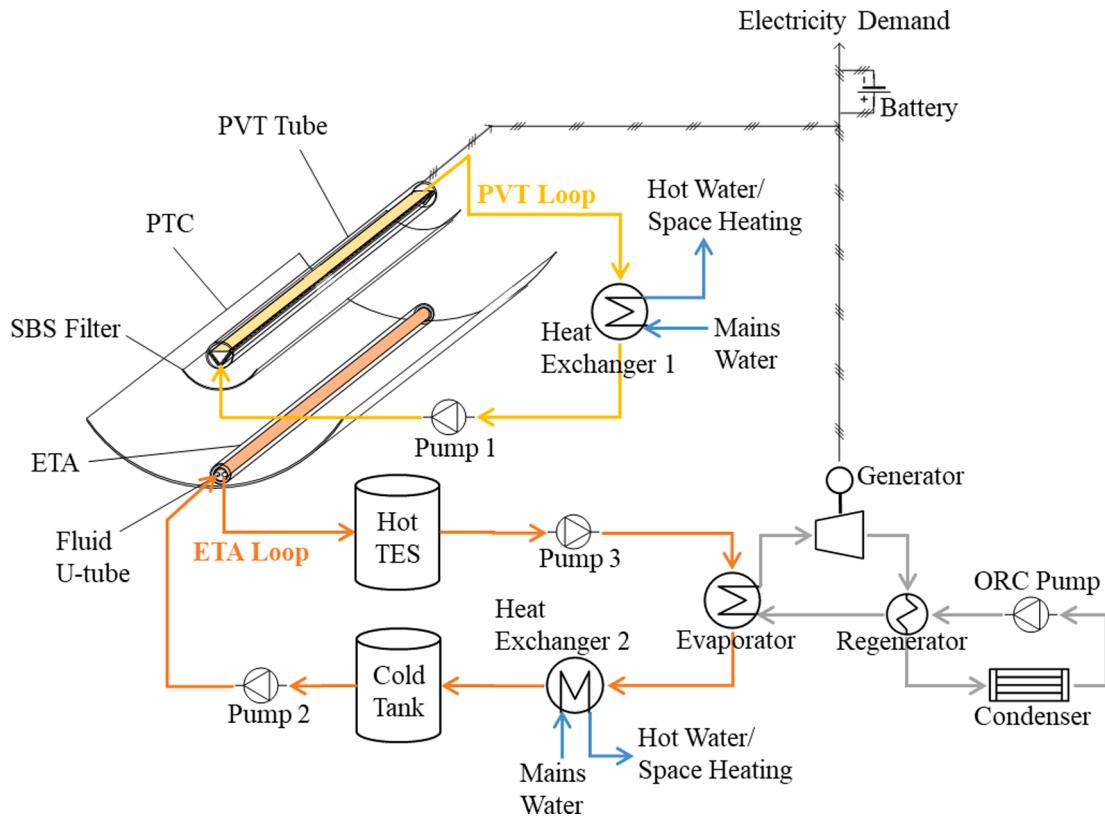 Electricity Demand
Battery
PVT Tube
PVT Loop
Hot Water/
Space Heating
PTC
SBS Filter
Heat
Exchanger 1
Mains
Water
Pump 1
ETA
Generator
Fluid
U-tube
ETA Loop
Hot
TES
Pump 3
ORC Pump
Heat
Exchanger 2
Evaporator
Regenerator
Cold
Tank
Pump 2
Condenser
Mains
Water
Hot Water/
Space Heating